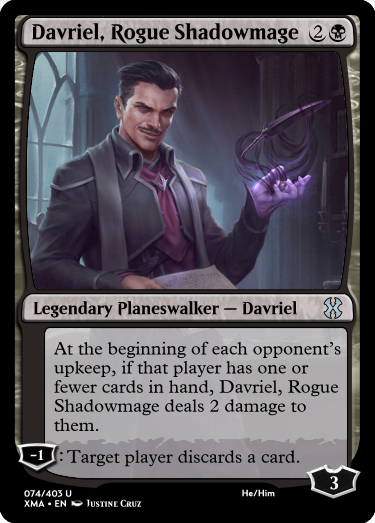 Davriel, Rogue Shadowmage 2
Legendary Planeswalker — Davriel
At the beginning of each opponent's
upkeep, if that player has one or
fewer cards in hand, Davriel, Rogue
Shadowmage deals 2 damage to
them.
-1 : Target player discards a card.
3
074/403 U
XMA • EN Justine Cruz
He/Him